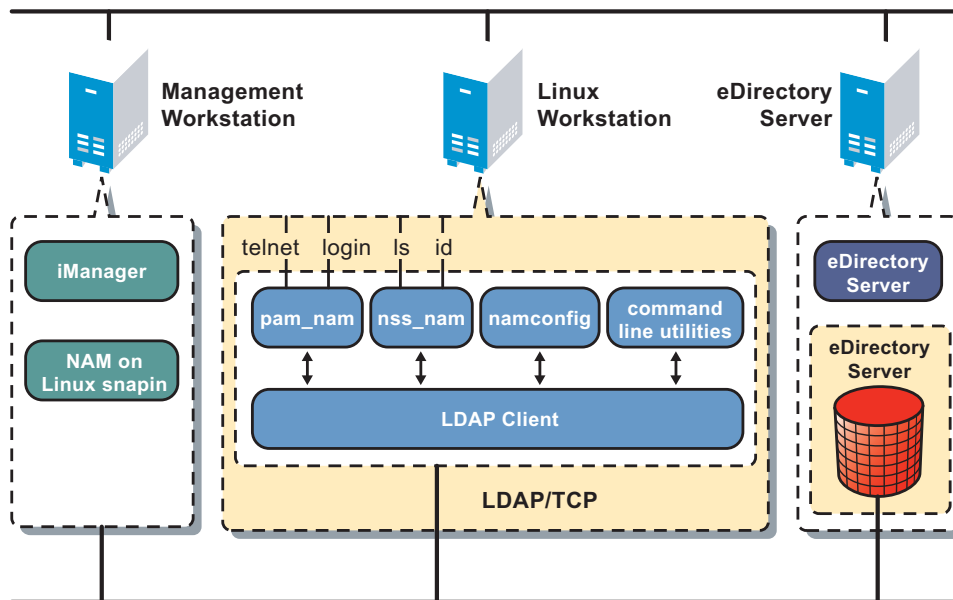 Management
Workstation
Linux
Workstation
eDirectory
Server
telnet login ls id
iManager
NAM on
Linux snapin
pam_nam
nss_nam
namconfig
command
line utilities
LDAP Client
LDAP/TCP
eDirectory
Server
eDirectory
Server